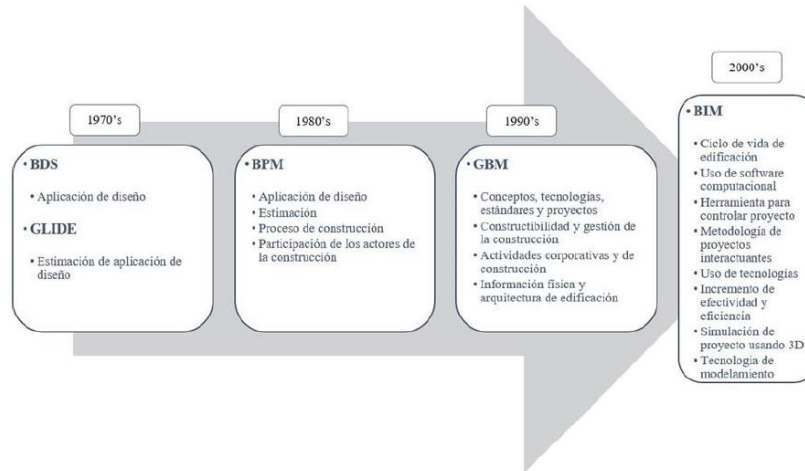 1970's
• BDS
• Aplicación de diseño
• GLIDE
• Estimación de aplicación de
diseño
1980's
• BPM
• Aplicación de diseño
• Estimación
• Proceso de construcción
• Participación de los actores de
la construcción
1990's
• GBM
• Conceptos, tecnologías,
estándares y proyectos
• Constructibilidad y gestión de
la construcción
• Actividades corporativas y de
construcción
• Información física y
arquitectura de edificación
2000's
• BIM
• Ciclo de vida de
edificación
• Uso de software
computacional
• Herramienta para
controlar proyecto
• Metodología de
proyectos
interactuantes
• Uso de tecnologías
• Incremento de
efectividad y
eficiencia
• Simulación de
proyecto usando 3D
• Tecnología de
modelamiento